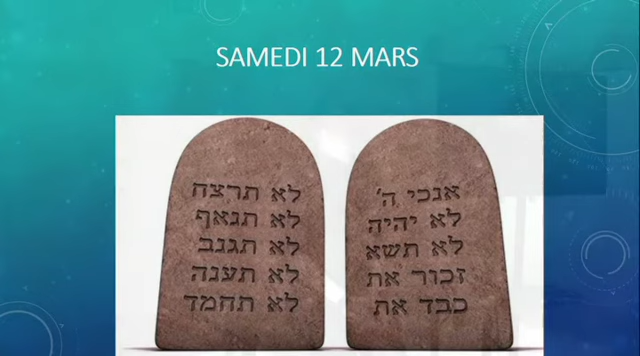 SAMEDI 12 MARS
אנכי ה'
לא יהיה
לא תשא
זכור את
כבד את
לא תרצח
לא תנאף
לא תגנב
לא תענה
לא תחמד